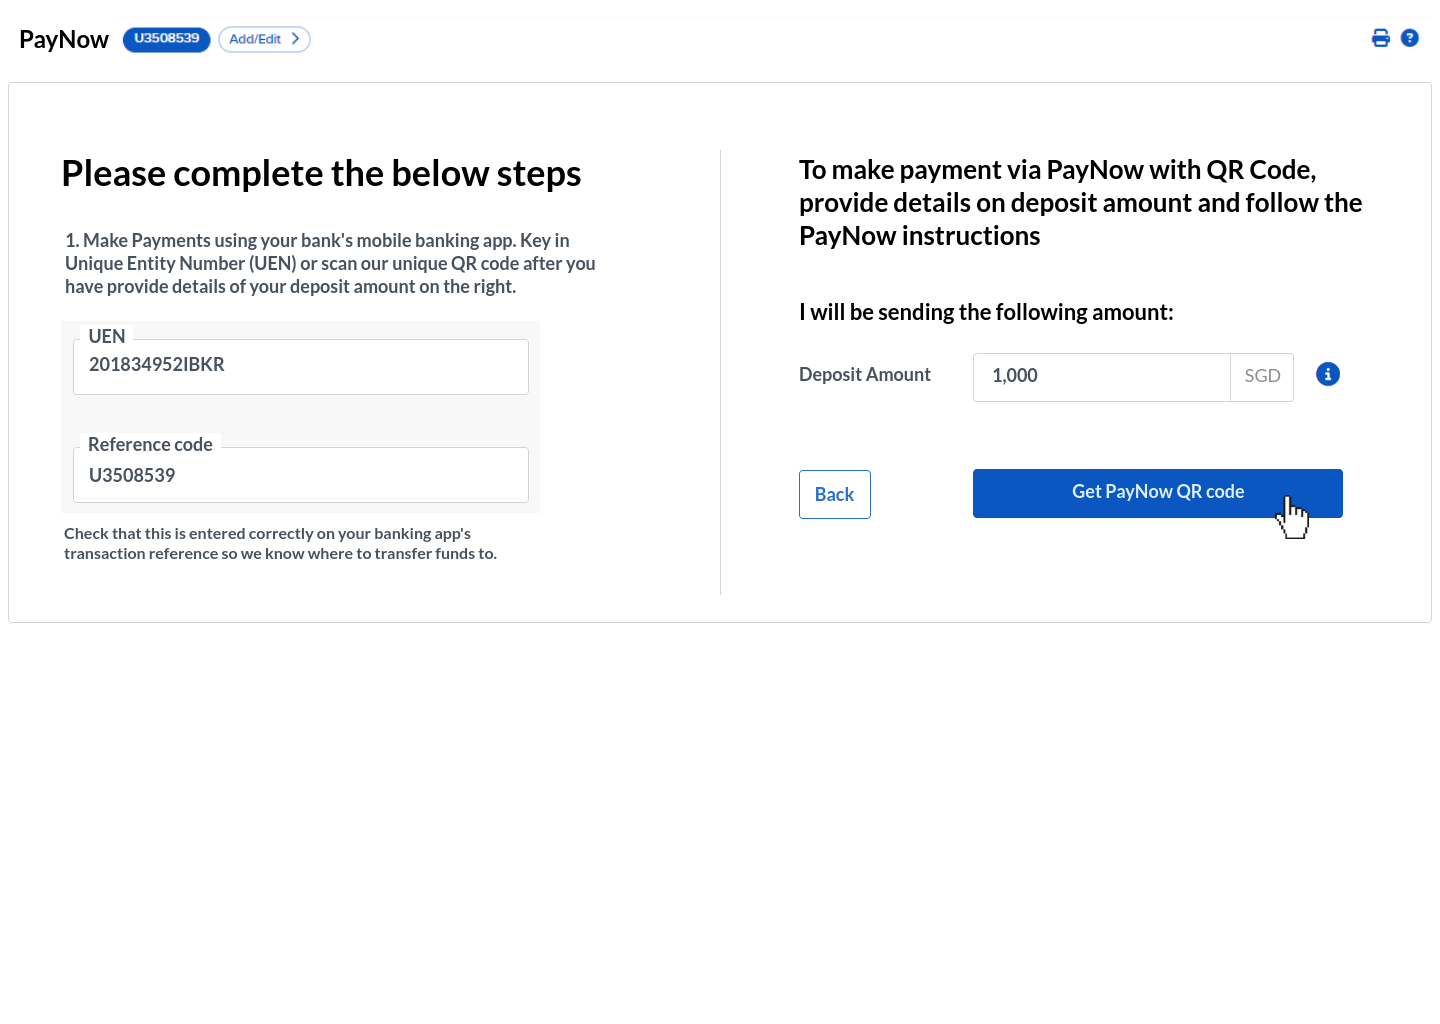 PayNow U3508539 Add/Edit
Please complete the below steps
1. Make Payments using your bank's mobile banking app. Key in
Unique Entity Number (UEN) or scan our unique QR code after you
have provide details of your deposit amount on the right.
UEN
201834952IBKR
Reference code
U3508539
Check that this is entered correctly on your banking app's
transaction reference so we know where to transfer funds to.
To make payment via PayNow with QR Code,
provide details on deposit amount and follow the
PayNow instructions
I will be sending the following amount:
Deposit Amount 1,000 SGD
Back Get PayNow QR code